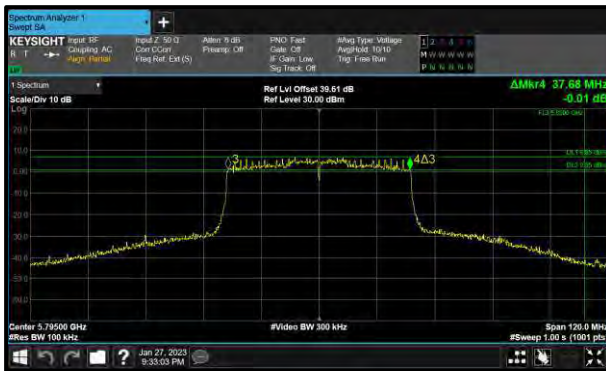 Spectrum Analyzer 1
Swept SA
KEYSIGHT Input: RF Input Z: 50 Ω Atten: 8 dB PNO: Fast #Avg Type: Voltage 1 2 3 4 5 6
R T Coupling: AC Corr CCorr Preamp: Off Gate: Off Avg|Hold: 10/10 M W W W W W
Align: Partial Freq Ref: Ext (S) IF Gain: Low Trig: Free Run
Sig Track: Off P N N N N N
1 Spectrum
Ref Lvl Offset 39.61 dB
ΔMkr4 37.68 MHz
Scale/Div 10 dB
Ref Level 30.00 dBm
-0.01 dB
Log
20.0
10.0
0.00
3
4Δ3
-10.0
-20.0
-30.0
-40.0
-50.0
-60.0
Center 5.79500 GHz
#Video BW 300 kHz
Span 120.0 MHz
#Res BW 100 kHz
#Sweep 1.00 s (1001 pts)
Jan 27, 2023
9:33:03 PM